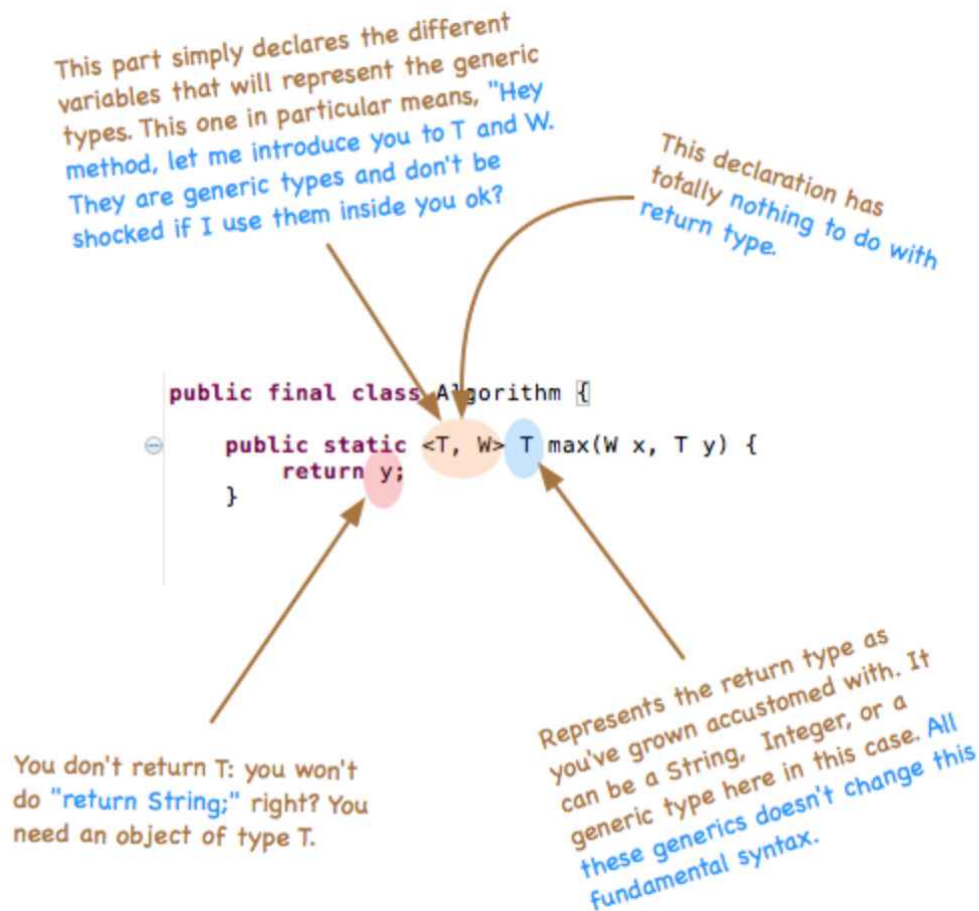 This part simply declares the different
variables that will represent the generic
types. This one in particular means, "Hey
method, let me introduce you to T and W.
They are generic types and don't be
shocked if I use them inside you ok?
This declaration has
totally nothing to do with
return type.
public final class Algorithm {
public static <T, W> T max(W x, T y) {
return y;
}
You don't return T: you won't
do "return String;" right? You
need an object of type T.
Represents the return type as
you've grown accustomed with. It
can be a String, Integer, or a
generic type here in this case. All
these generics doesn't change this
fundamental syntax.